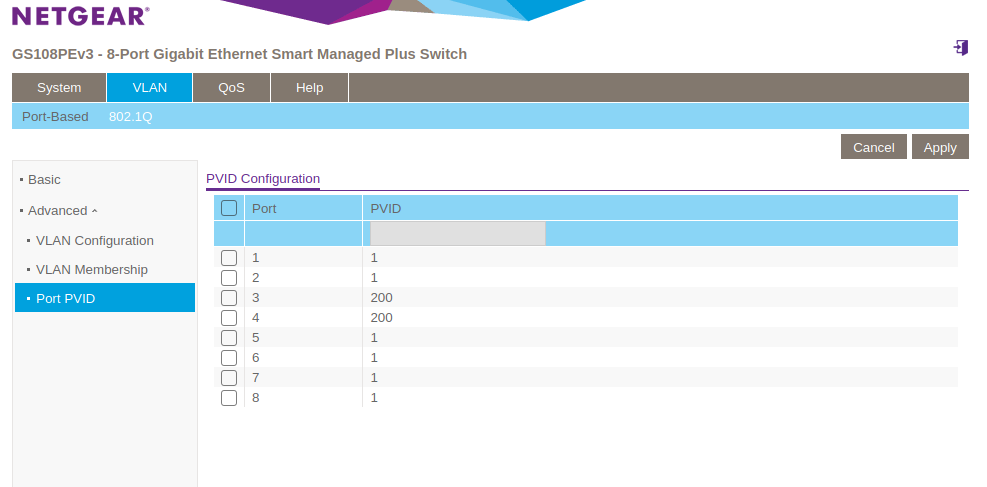 NETGEAR®
GS108PEv3 - 8-Port Gigabit Ethernet Smart Managed Plus Switch
System VLAN QoS Help
Port-Based 802.1Q
Cancel Apply
Basic
Advanced
VLAN Configuration
VLAN Membership
Port PVID
PVID Configuration
Port PVID
1 1
2 1
3 200
4 200
5 1
6 1
7 1
8 1